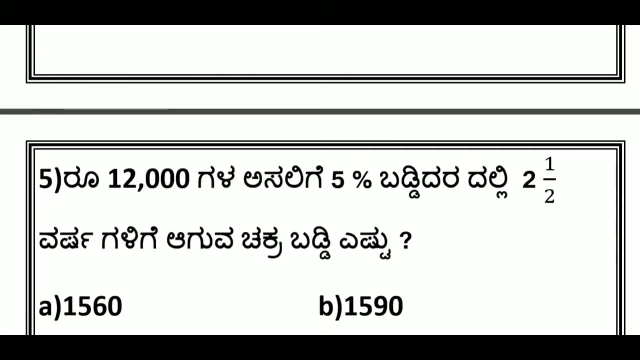 5)ರೂ 12,000 ಗಳ ಅಸಲಿಗೆ 5 % ಬಡ್ಡಿದರ ದಲ್ಲಿ 2 1/2
ವರ್ಷ ಗಳಿಗೆ ಆಗುವ ಚಕ್ರ ಬಡ್ಡಿ ಎಷ್ಟು ?
a)1560 b)1590